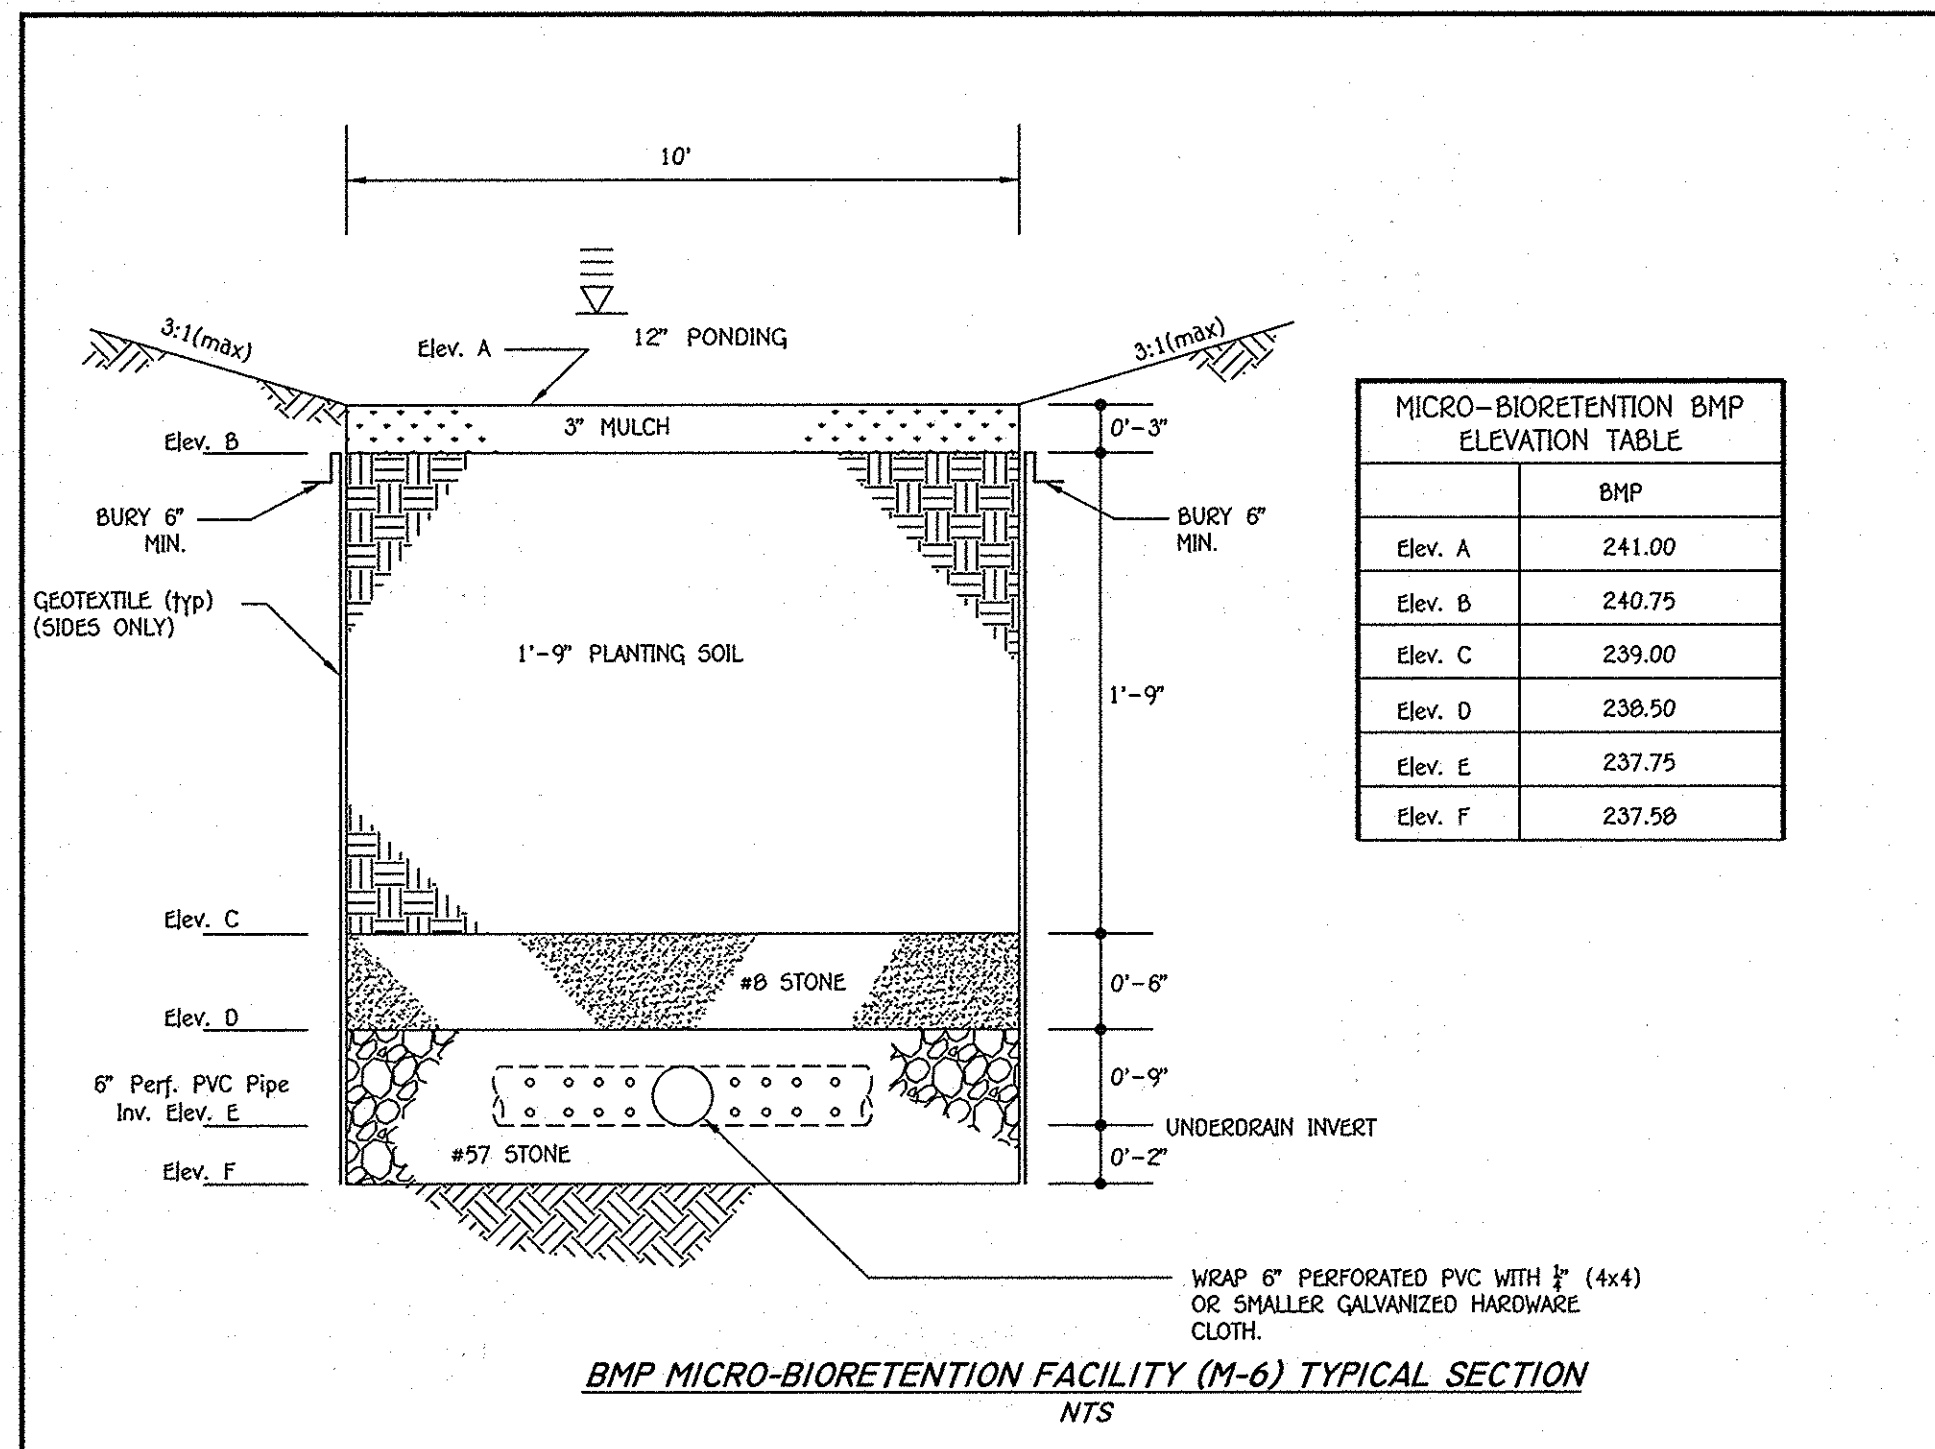 10'
12" PONDING
3:1(max)
3:1(max)
Elev. A
3" MULCH
0'-3"
Elev. B
BURY 6"
MIN.
BURY 6"
MIN.
GEOTEXTILE (typ)
(SIDES ONLY)
1'-9" PLANTING SOIL
1'-9"
Elev. C
#8 STONE
0'-6"
Elev. D
6" Perf. PVC Pipe
Inv. Elev. E
0'-9"
UNDERDRAIN INVERT
#57 STONE
0'-2"
Elev. F
WRAP 6" PERFORATED PVC WITH 1/4" (4x4)
OR SMALLER GALVANIZED HARDWARE
CLOTH.
MICRO-BIORETENTION BMP
ELEVATION TABLE
BMP
Elev. A 241.00
Elev. B 240.75
Elev. C 239.00
Elev. D 238.50
Elev. E 237.75
Elev. F 237.58
BMP MICRO-BIORETENTION FACILITY (M-6) TYPICAL SECTION
NTS